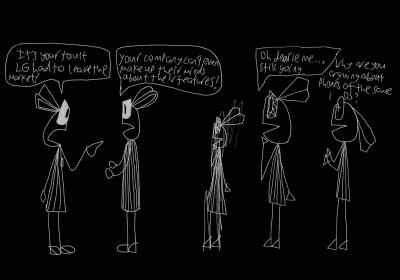 It's your fault
LG had to leave the
market!
Your company can't even
make up their minds
about their features!
Oh dearie me...
still going
Why are you
arguing about
phones of the same
OS?